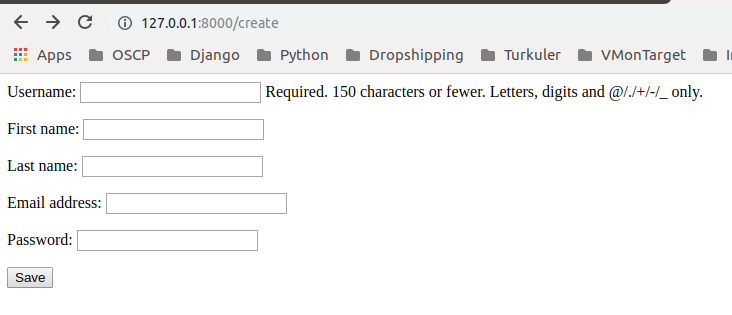 127.0.0.1:8000/create
Apps OSCP Django Python Dropshipping Turkuler VMonTarget
Username: Required. 150 characters or fewer. Letters, digits and @/./+/-/_ only.
First name:
Last name:
Email address:
Password:
Save